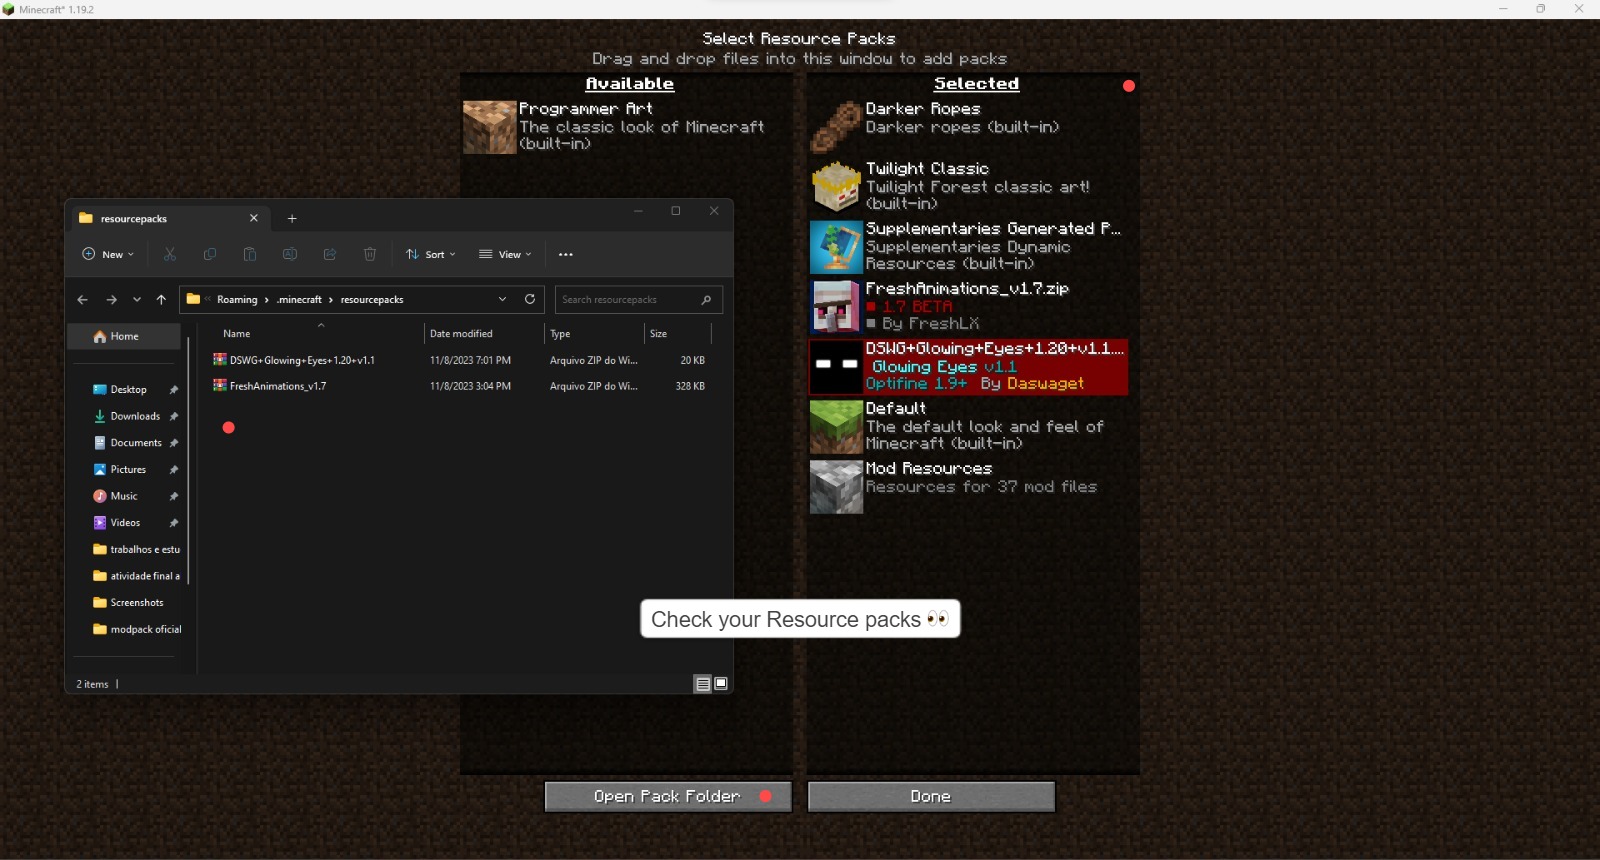 Minecraft* 1.19.2
Select Resource Packs
Drag and drop files into this window to add packs
Available
Programmer Art
The classic look of Minecraft
(built-in)
Selected
Darker Ropes
Darker ropes (built-in)
Twilight Classic
Twilight Forest classic art!
(built-in)
Supplementaries Generated P...
Supplementaries Dynamic
Resources (built-in)
FreshAnimations_v1.7.zip
1.7 BETA
By FreshLX
DSWG+Glowing+Eyes+1.20+v1.1....
Glowing Eyes v1.1
Optifine 1.9+ By Daswaget
Default
The default look and feel of
Minecraft (built-in)
Mod Resources
Resources for 37 mod files
resourcepacks
New
Sort
View
Roaming › .minecraft › resourcepacks
Search resourcepacks
Name Date modified Type Size
DSWG+Glowing+Eyes+1.20+v1.1 11/8/2023 7:01 PM Arquivo ZIP do Wi... 20 KB
FreshAnimations_v1.7 11/8/2023 3:04 PM Arquivo ZIP do Wi... 328 KB
Home
Desktop
Downloads
Documents
Pictures
Music
Videos
trabalhos e estu
atividade final a
Screenshots
modpack oficial
2 items
Check your Resource packs 👀
Open Pack Folder
Done